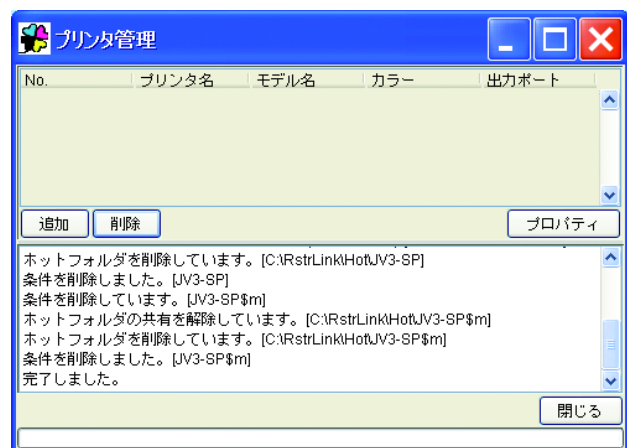 プリンタ管理
No. プリンタ名 モデル名 カラー 出力ポート
追加 削除 プロパティ
ホットフォルダを削除しています。[C:\RstrLink\Hot\JV3-SP]
条件を削除しました。[JV3-SP]
条件を削除しています。[JV3-SP$m]
ホットフォルダの共有を解除しています。[C:\RstrLink\Hot\JV3-SP$m]
ホットフォルダを削除しています。[C:\RstrLink\Hot\JV3-SP$m]
条件を削除しました。[JV3-SP$m]
完了しました。
閉じる